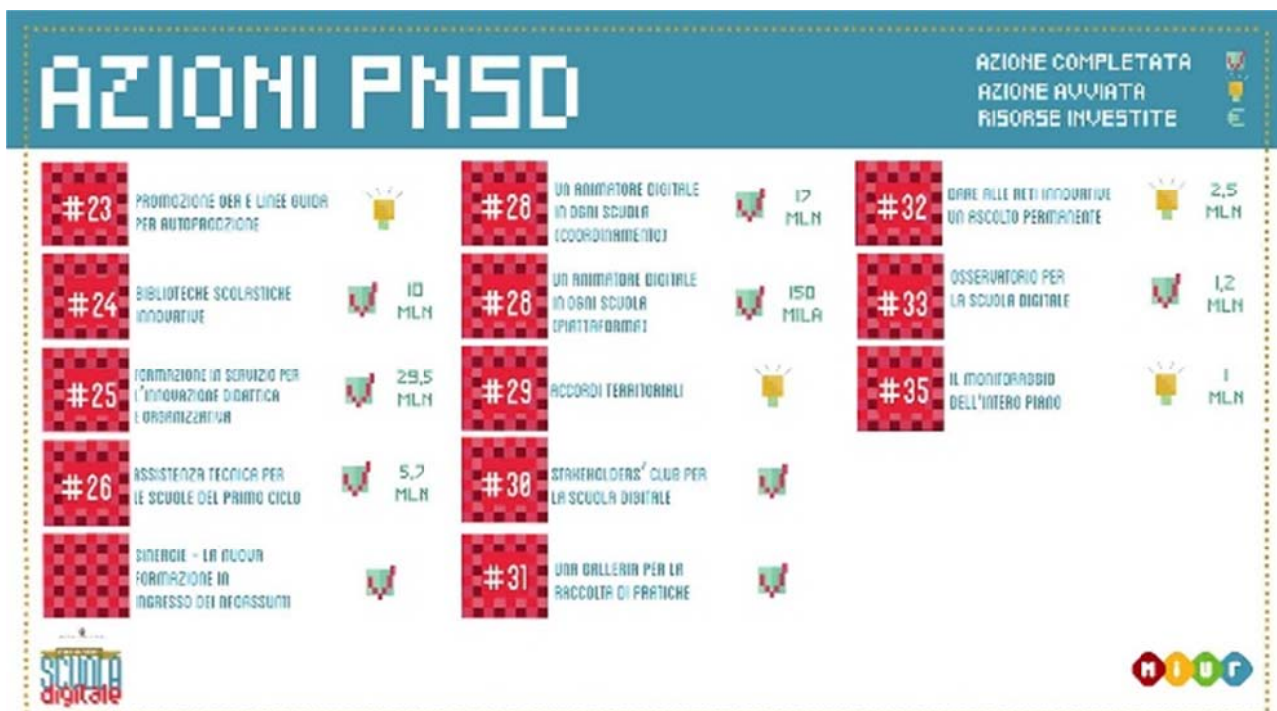 AZIONI PNSD
AZIONE COMPLETATA
AZIONE AVVIATA
RISORSE INVESTITE €
#23
PROMOZIONE OER E LINEE GUIDA
PER AUTOPRODZIONE
#24
BIBLIOTECHE SCOLASTICHE
INNOVATIVE
10
MLN
#25
FORMAZIONE IN SERVIZIO PER
L'INNOVAZIONE DIDATTICA
E ORGANIZZATIVA
29,5
MLN
#26
ASSISTENZA TECNICA PER
LE SCUOLE DEL PRIMO CICLO
5,7
MLN
SINERGIE - LA NUOVA
FORMAZIONE IN
INGRESSO DEI NEOASSUNTI
#28
UN ANIMATORE DIGITALE
IN OGNI SCUOLA
(COORDINAMENTO)
17
MLN
#28
UN ANIMATORE DIGITALE
IN OGNI SCUOLA
(PIATTAFORMA)
150
MILA
#29
ACCORDI TERRITORIALI
#30
STAKEHOLDERS' CLUB PER
LA SCUOLA DIGITALE
#31
UNA GALLERIA PER LA
RACCOLTA DI PRATICHE
#32
DARE ALLE RETI INNOVATIVE
UN ASCOLTO PERMANENTE
2,5
MLN
#33
OSSERVATORIO PER
LA SCUOLA DIGITALE
1,2
MLN
#35
IL MONITORAGGIO
DELL'INTERO PIANO
1
MLN
SCUOLA
digitale
MIUr